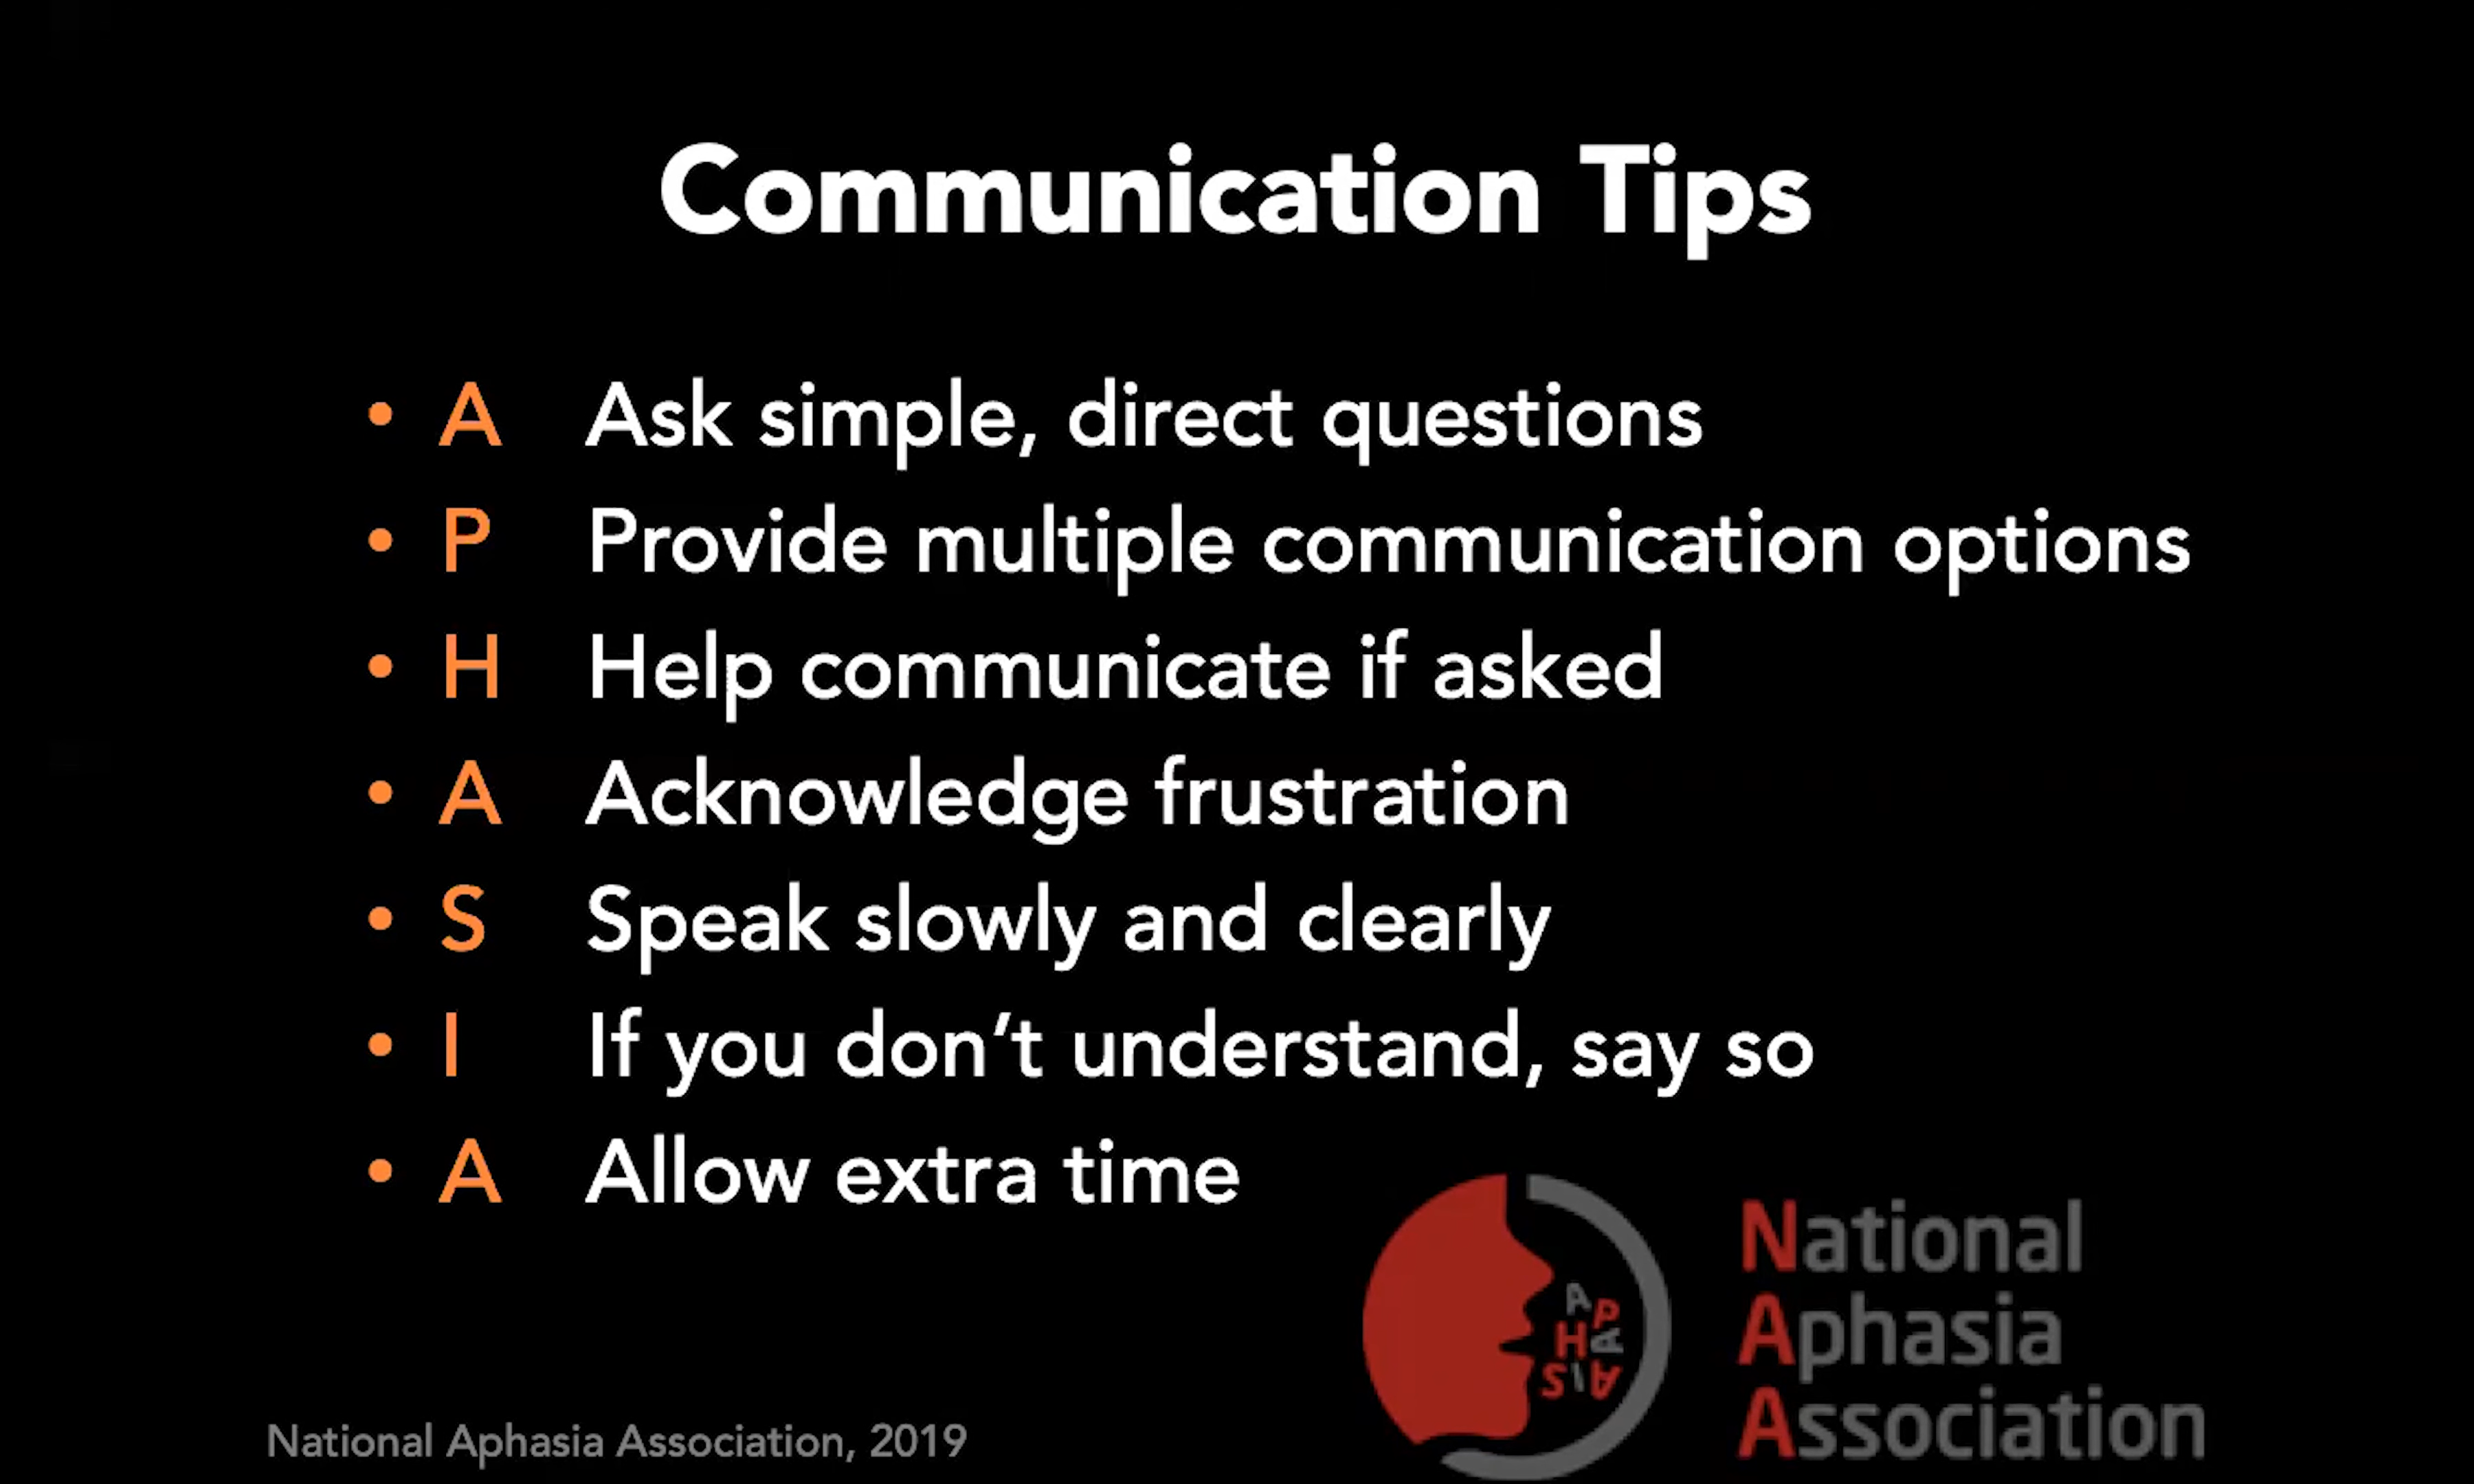 Communication Tips
• A Ask simple, direct questions
• P Provide multiple communication options
• H Help communicate if asked
• A Acknowledge frustration
• S Speak slowly and clearly
• I If you don’t understand, say so
• A Allow extra time
A P
H A
S I A
National
Aphasia
Association
National Aphasia Association, 2019